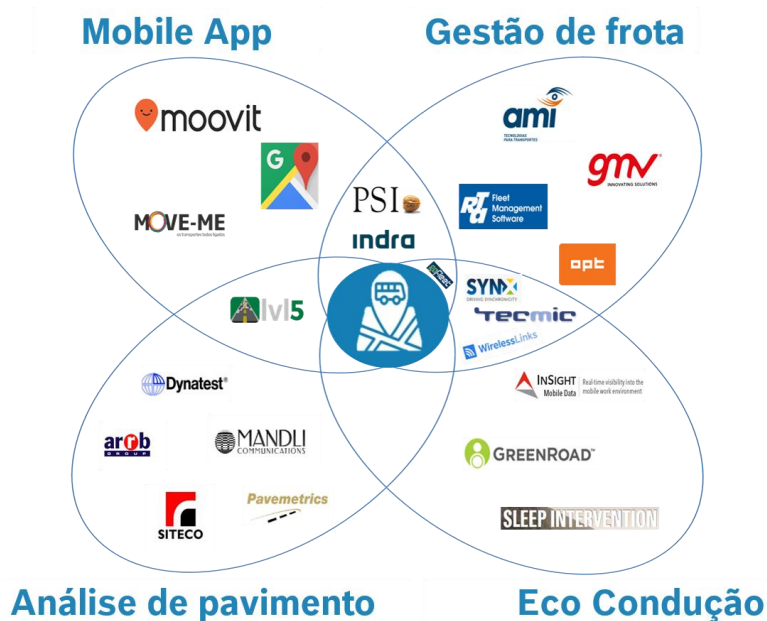 Mobile App
Gestão de frota
moovit
ami
TECNOLOGIAS
PARA TRANSPORTES
G
gmv
INNOVATING SOLUTIONS
PSI
RTA Fleet
Management
Software
MOVE-ME
indra
opt
lvl5
SYNX
DRIVING SYNCHRONICITY
Tecmic
WirelessLinks
Dynatest®
INSIGHT
Mobile Data
Real-time visibility into the
mobile work environment
arrb
GROUP
MANDLI
COMMUNICATIONS
GREENROAD™
Pavemetrics
SITECO
SLEEP INTERVENTION
Análise de pavimento
Eco Condução